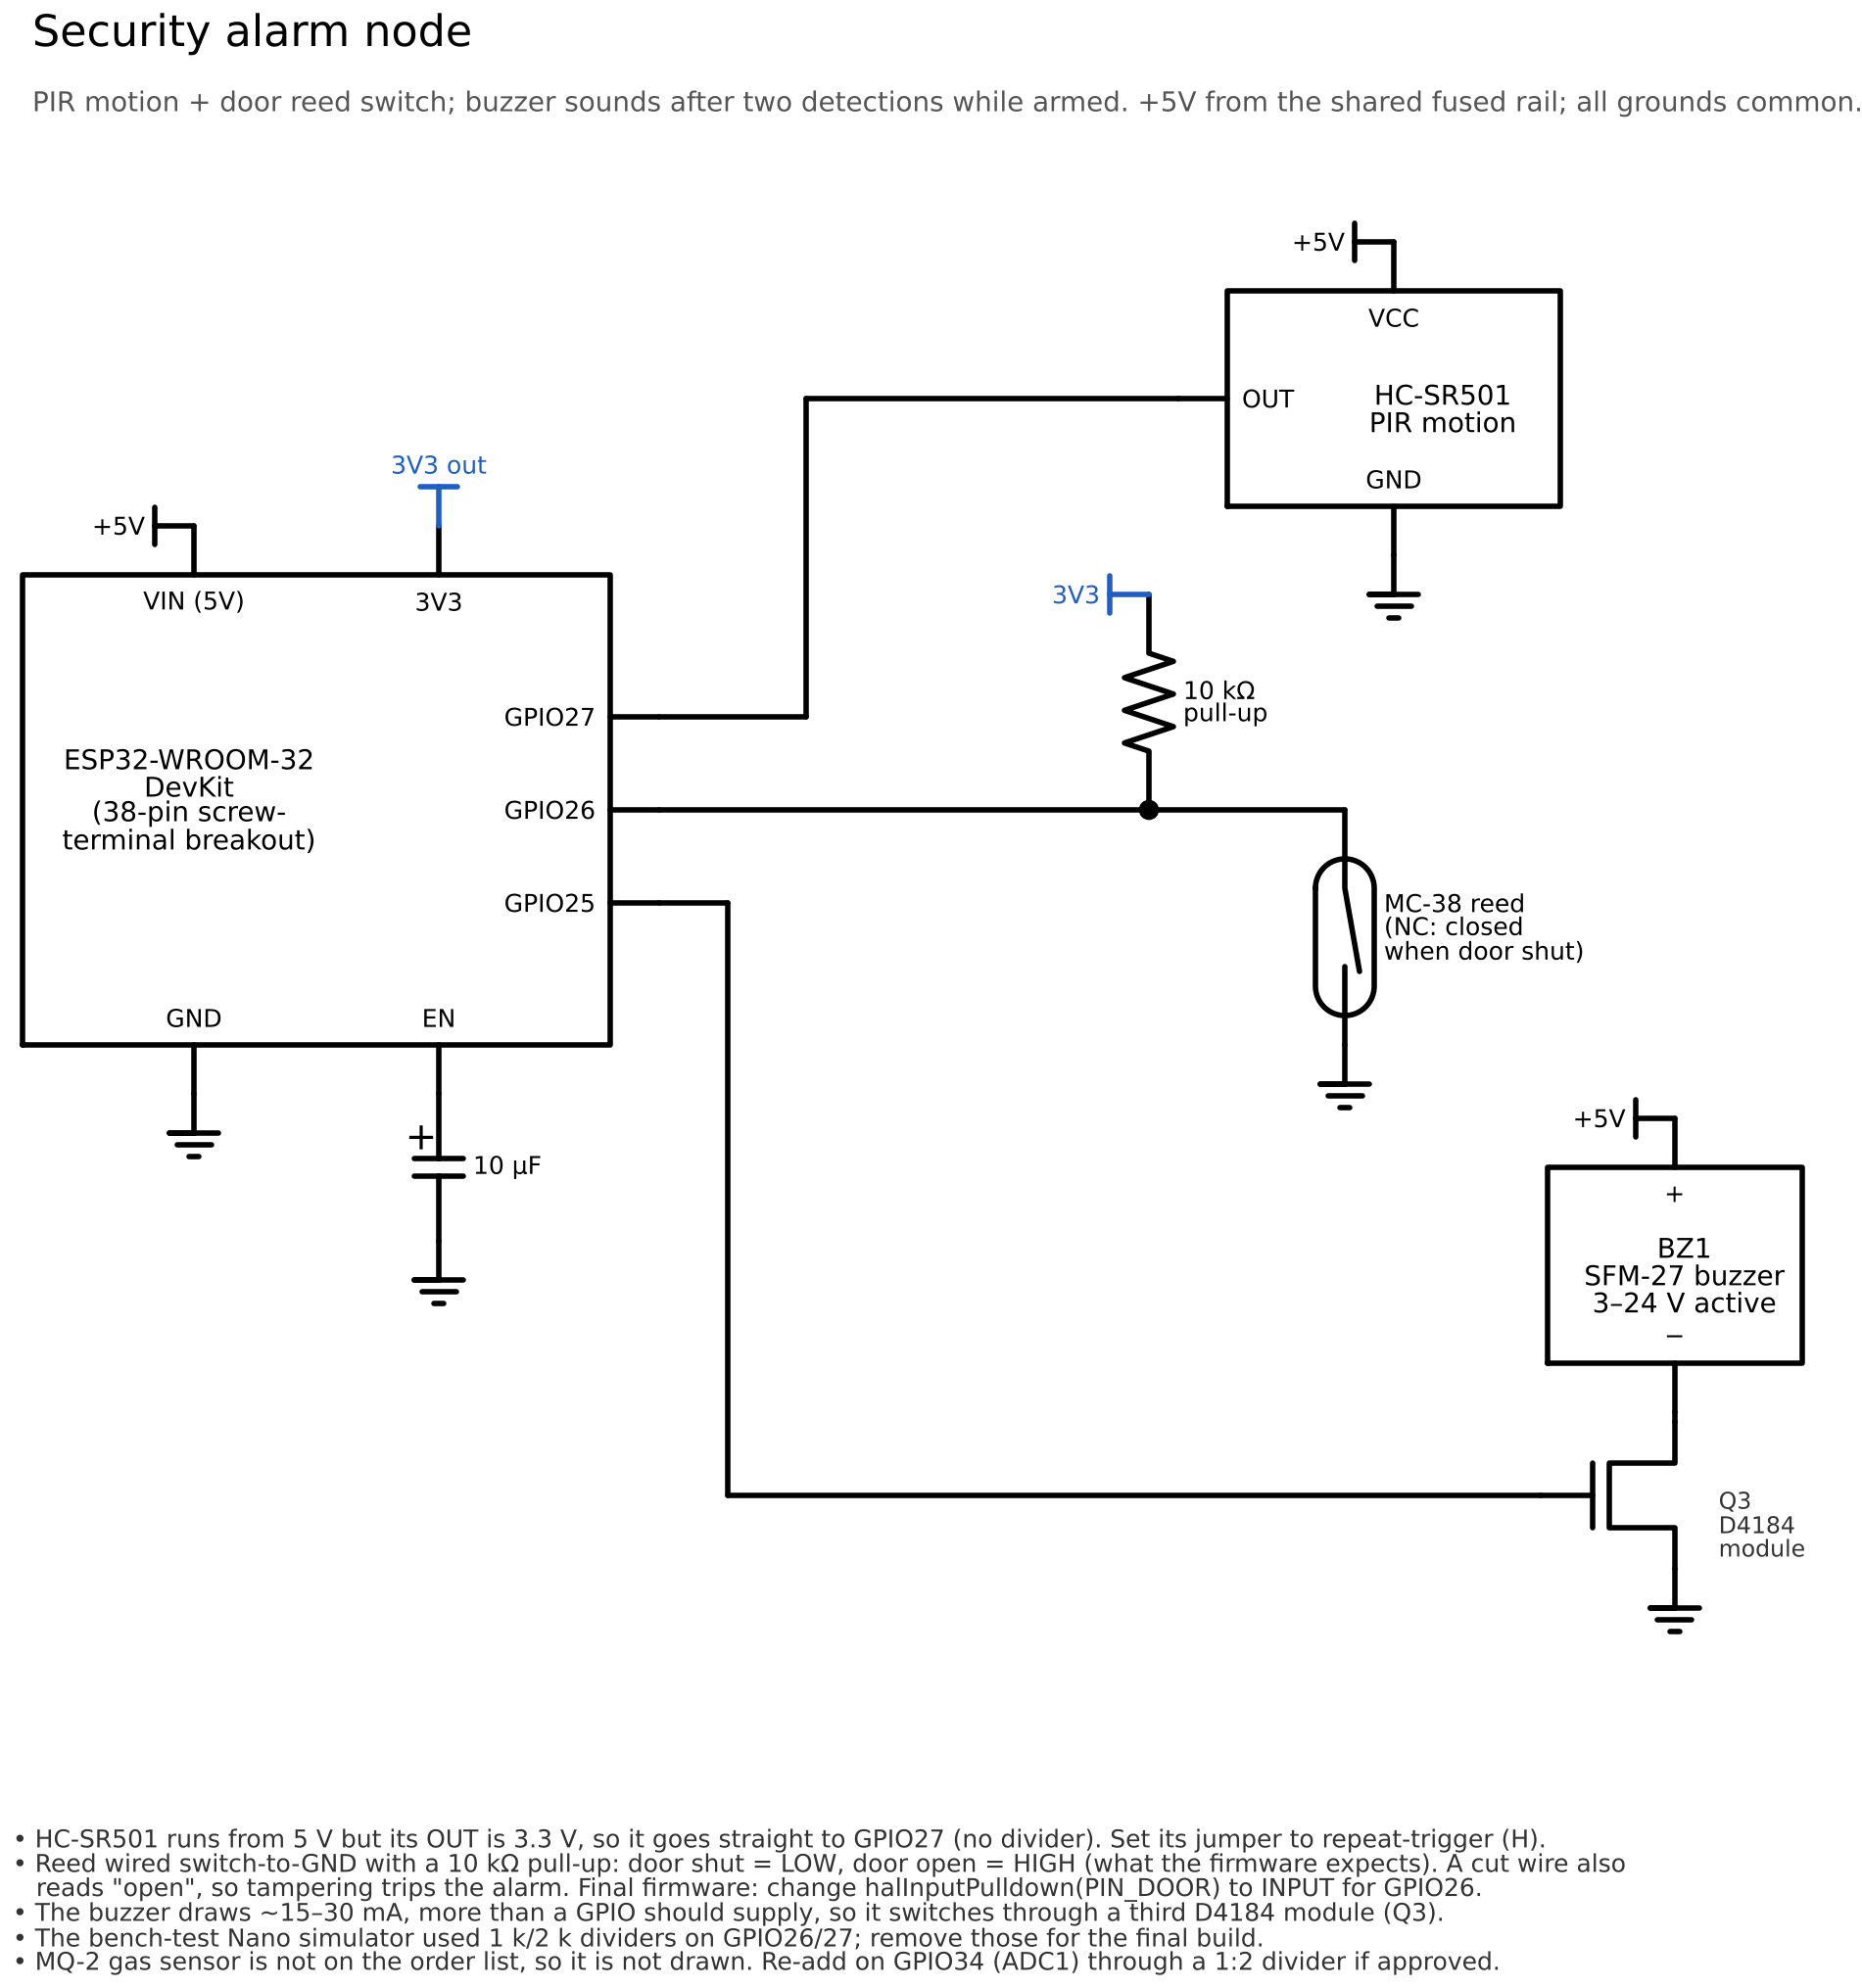 Security alarm node
PIR motion + door reed switch; buzzer sounds after two detections while armed. +5V from the shared fused rail; all grounds common.
+5V
VCC
OUT
HC-SR501
PIR motion
GND
3V3 out
+5V
VIN (5V)
3V3
3V3
10 kΩ
pull-up
GPIO27
ESP32-WROOM-32
DevKit
(38-pin screw-
terminal breakout)
GPIO26
GPIO25
MC-38 reed
(NC: closed
when door shut)
GND
EN
+
10 µF
+5V
+
BZ1
SFM-27 buzzer
3–24 V active
−
Q3
D4184
module
• HC-SR501 runs from 5 V but its OUT is 3.3 V, so it goes straight to GPIO27 (no divider). Set its jumper to repeat-trigger (H).
• Reed wired switch-to-GND with a 10 kΩ pull-up: door shut = LOW, door open = HIGH (what the firmware expects). A cut wire also
reads "open", so tampering trips the alarm. Final firmware: change halInputPulldown(PIN_DOOR) to INPUT for GPIO26.
• The buzzer draws ~15–30 mA, more than a GPIO should supply, so it switches through a third D4184 module (Q3).
• The bench-test Nano simulator used 1 k/2 k dividers on GPIO26/27; remove those for the final build.
• MQ-2 gas sensor is not on the order list, so it is not drawn. Re-add on GPIO34 (ADC1) through a 1:2 divider if approved.